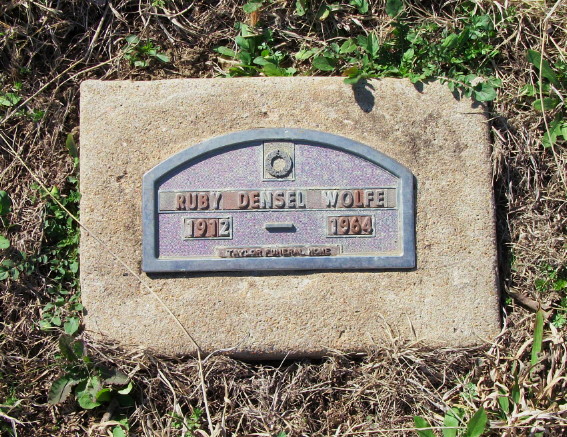 RUBY DENSEL WOLFE
1912 — 1964
TAYLOR FUNERAL HOME